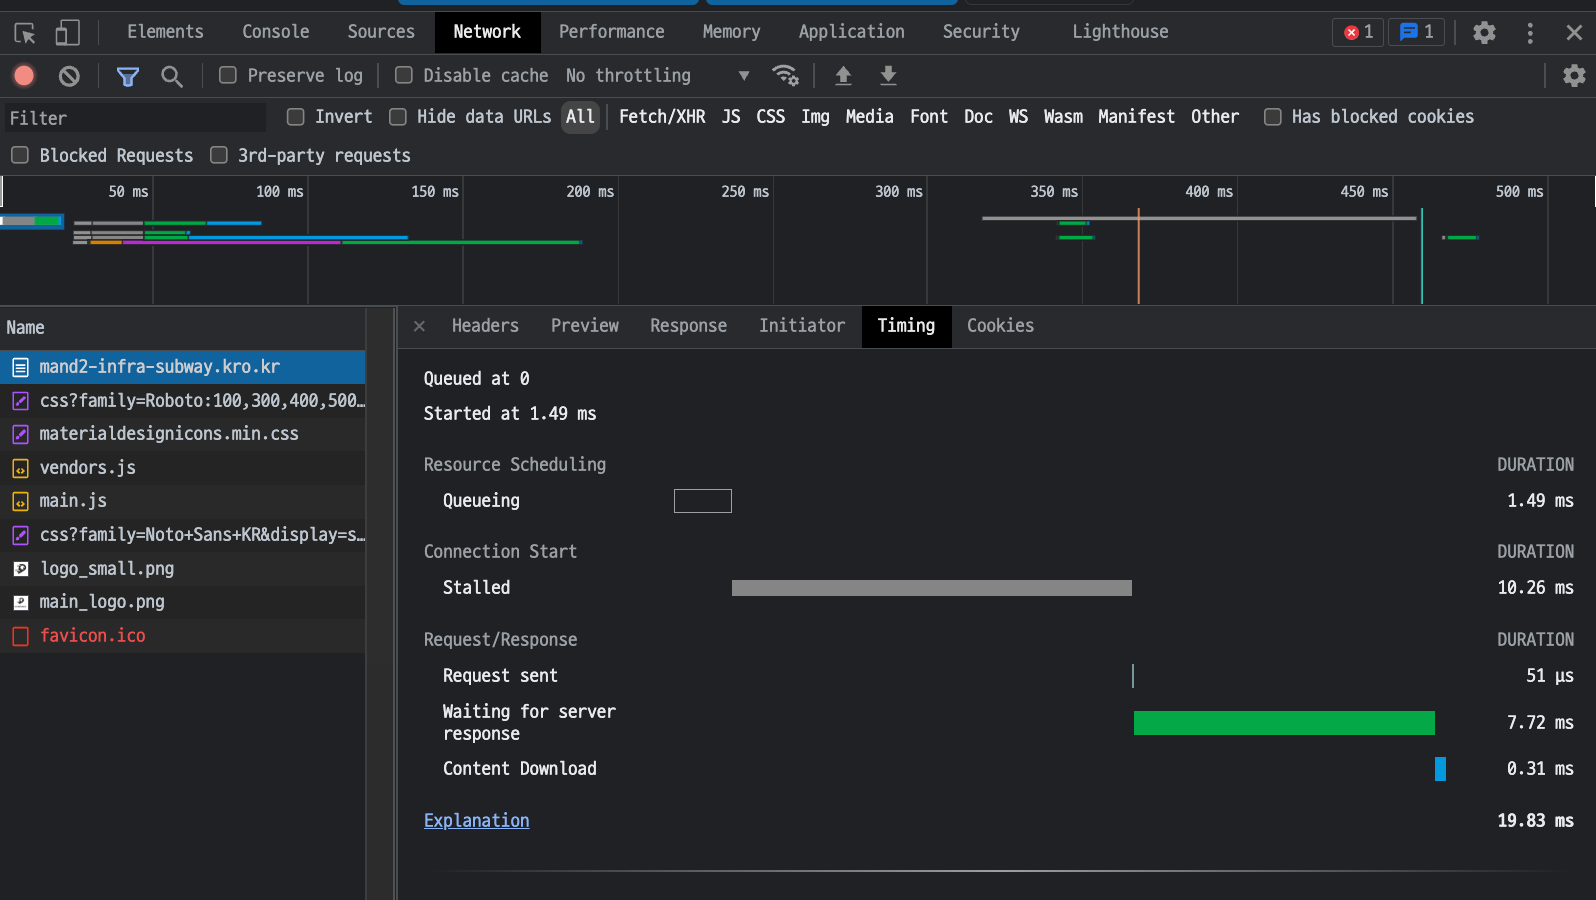 Elements Console Sources Network Performance Memory Application Security Lighthouse 1 1
Preserve log Disable cache No throttling
Filter Invert Hide data URLs All Fetch/XHR JS CSS Img Media Font Doc WS Wasm Manifest Other Has blocked cookies
Blocked Requests 3rd-party requests
50 ms 100 ms 150 ms 200 ms 250 ms 300 ms 350 ms 400 ms 450 ms 500 ms
Name
mand2-infra-subway.kro.kr
css?family=Roboto:100,300,400,500…
materialdesignicons.min.css
vendors.js
main.js
css?family=Noto+Sans+KR&display=s…
logo_small.png
main_logo.png
favicon.ico
Headers Preview Response Initiator Timing Cookies
Queued at 0
Started at 1.49 ms
Resource Scheduling DURATION
Queueing 1.49 ms
Connection Start DURATION
Stalled 10.26 ms
Request/Response DURATION
Request sent 51 μs
Waiting for server
response 7.72 ms
Content Download 0.31 ms
Explanation 19.83 ms